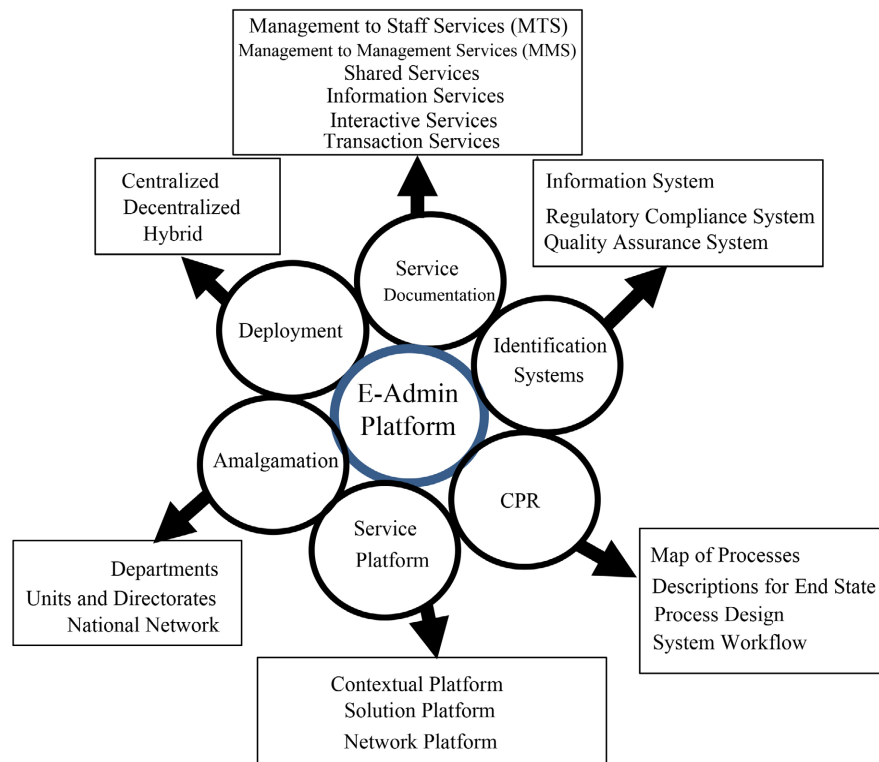 Management to Staff Services (MTS)
Management to Management Services (MMS)
Shared Services
Information Services
Interactive Services
Transaction Services
Centralized
Decentralized
Hybrid
Information System
Regulatory Compliance System
Quality Assurance System
Service
Documentation
Deployment
Identification
Systems
E-Admin
Platform
Amalgamation
CPR
Service
Platform
Departments
Units and Directorates
National Network
Map of Processes
Descriptions for End State
Process Design
System Workflow
Contextual Platform
Solution Platform
Network Platform